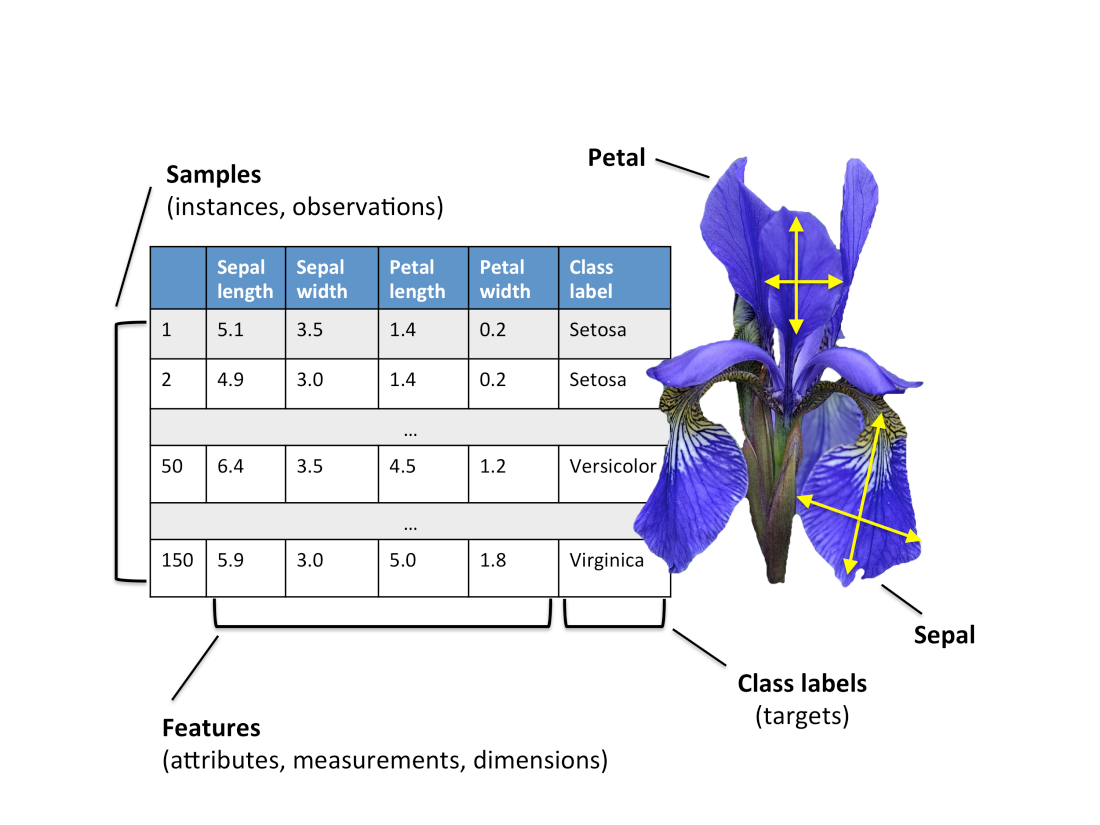 Petal
Samples
(instances, observations)
Sepal length Sepal width Petal length Petal width Class label
1 5.1 3.5 1.4 0.2 Setosa
2 4.9 3.0 1.4 0.2 Setosa
...
50 6.4 3.5 4.5 1.2 Versicolor
...
150 5.9 3.0 5.0 1.8 Virginica
Sepal
Class labels
(targets)
Features
(attributes, measurements, dimensions)